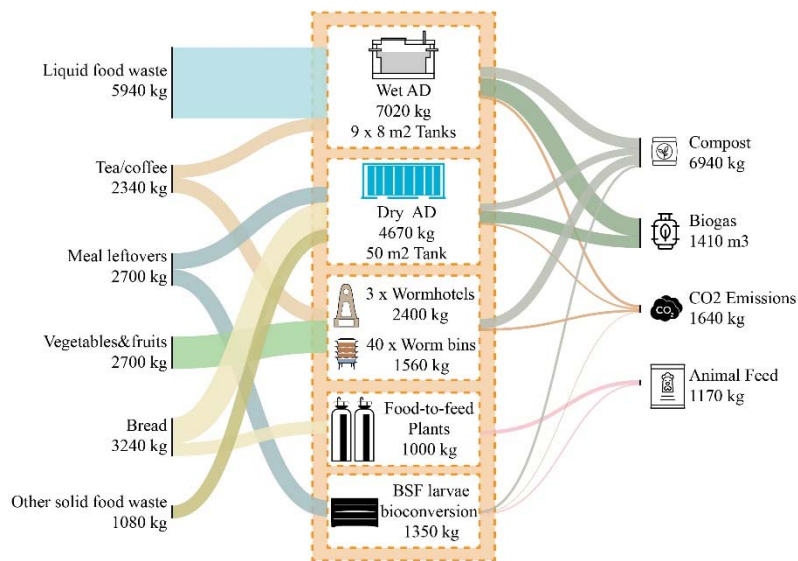 Liquid food waste
5940 kg
Tea/coffee
2340 kg
Meal leftovers
2700 kg
Vegetables&fruits
2700 kg
Bread
3240 kg
Other solid food waste
1080 kg
Wet AD
7020 kg
9 x 8 m2 Tanks
Dry AD
4670 kg
50 m2 Tank
3 x Wormhotels
2400 kg
40 x Worm bins
1560 kg
Food-to-feed
Plants
1000 kg
BSF larvae
bioconversion
1350 kg
Compost
6940 kg
Biogas
1410 m3
CO2
CO2 Emissions
1640 kg
Animal Feed
1170 kg